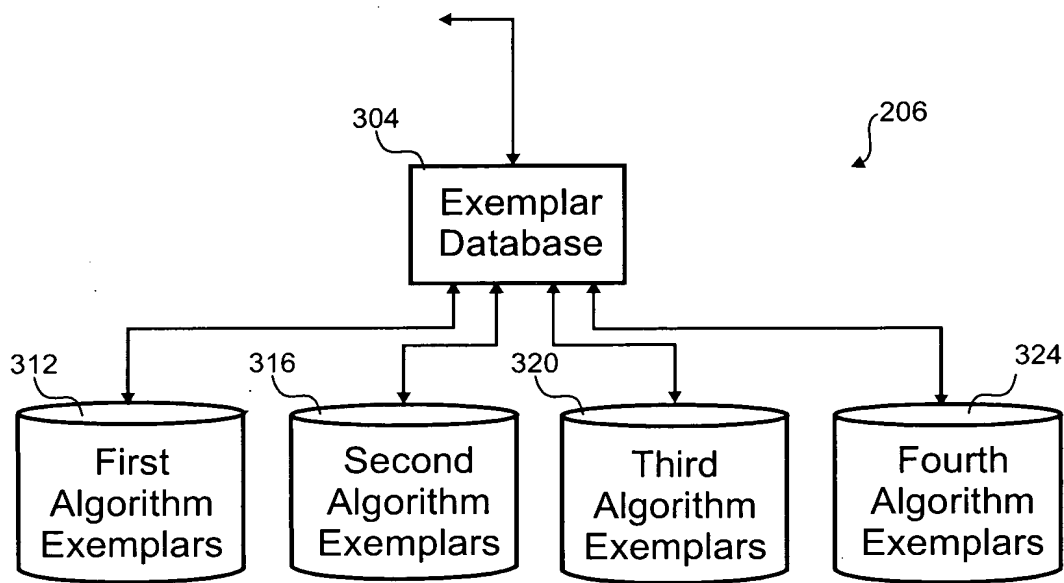 304
206
Exemplar
Database
312
316
320
324
First
Algorithm
Exemplars
Second
Algorithm
Exemplars
Third
Algorithm
Exemplars
Fourth
Algorithm
Exemplars